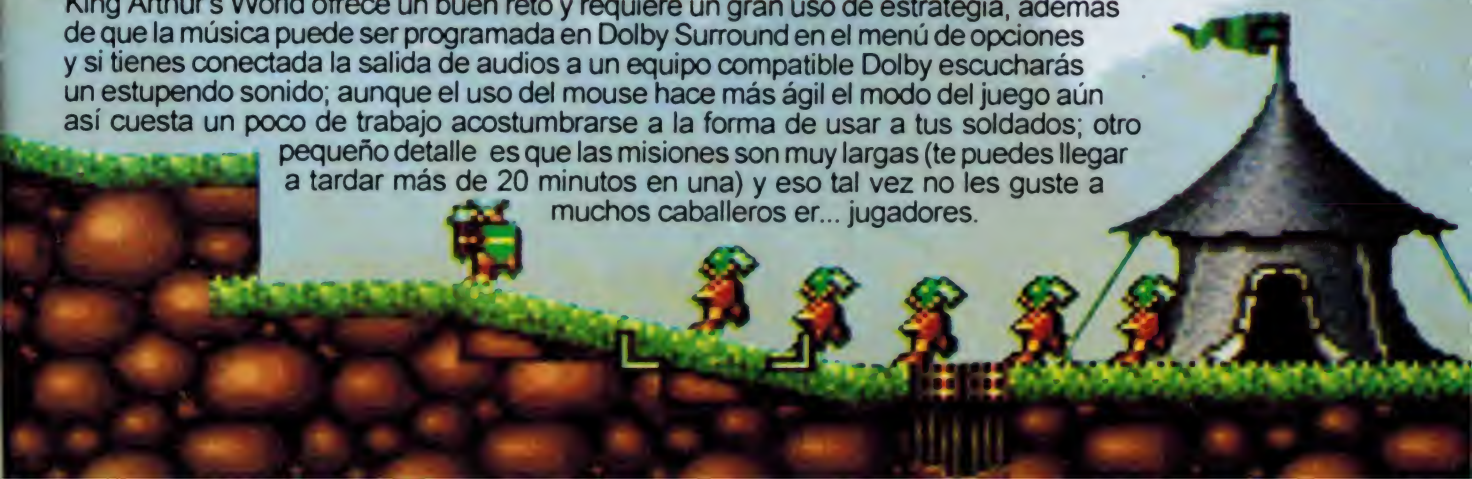 King Arthur's World ofrece un buen reto y requiere un gran uso de estrategia, además
de que la música puede ser programada en Dolby Surround en el menú de opciones
y si tienes conectada la salida de audios a un equipo compatible Dolby escucharás
un estupendo sonido; aunque el uso del mouse hace más ágil el modo del juego aún
así cuesta un poco de trabajo acostumbrarse a la forma de usar a tus soldados; otro
pequeño detalle es que las misiones son muy largas (te puedes llegar
a tardar más de 20 minutos en una) y eso tal vez no les guste a
muchos caballeros er... jugadores.